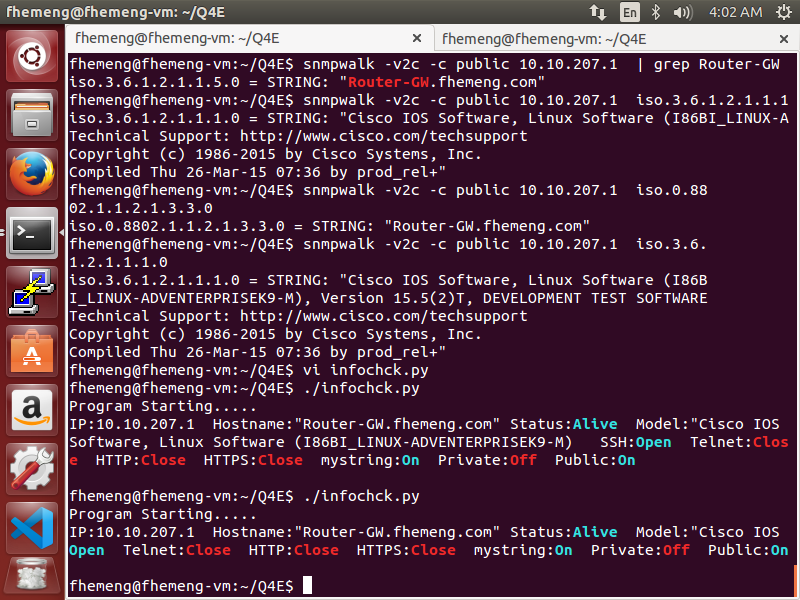 fhemeng@fhemeng-vm: ~/Q4E
En
4:02 AM
fhemeng@fhemeng-vm: ~/Q4E × fhemeng@fhemeng-vm: ~/Q4E ×
fhemeng@fhemeng-vm:~/Q4E$ snmpwalk -v2c -c public 10.10.207.1  | grep Router-GW
iso.3.6.1.2.1.1.5.0 = STRING: "Router-GW.fhemeng.com"
fhemeng@fhemeng-vm:~/Q4E$ snmpwalk -v2c -c public 10.10.207.1  iso.3.6.1.2.1.1.1
iso.3.6.1.2.1.1.1.0 = STRING: "Cisco IOS Software, Linux Software (I86BI_LINUX-A
Technical Support: http://www.cisco.com/techsupport
Copyright (c) 1986-2015 by Cisco Systems, Inc.
Compiled Thu 26-Mar-15 07:36 by prod_rel+"
fhemeng@fhemeng-vm:~/Q4E$ snmpwalk -v2c -c public 10.10.207.1  iso.0.88
02.1.1.2.1.3.3.0
iso.0.8802.1.1.2.1.3.3.0 = STRING: "Router-GW.fhemeng.com"
fhemeng@fhemeng-vm:~/Q4E$ snmpwalk -v2c -c public 10.10.207.1  iso.3.6.
1.2.1.1.1.0
iso.3.6.1.2.1.1.1.0 = STRING: "Cisco IOS Software, Linux Software (I86B
I_LINUX-ADVENTERPRISEK9-M), Version 15.5(2)T, DEVELOPMENT TEST SOFTWARE
Technical Support: http://www.cisco.com/techsupport
Copyright (c) 1986-2015 by Cisco Systems, Inc.
Compiled Thu 26-Mar-15 07:36 by prod_rel+"
fhemeng@fhemeng-vm:~/Q4E$ vi infochck.py
fhemeng@fhemeng-vm:~/Q4E$ ./infochck.py
Program Starting.....
IP:10.10.207.1  Hostname:"Router-GW.fhemeng.com" Status:Alive  Model:"Cisco IOS
Software, Linux Software (I86BI_LINUX-ADVENTERPRISEK9-M)   SSH:Open  Telnet:Clos
e  HTTP:Close  HTTPS:Close  mystring:On  Private:Off  Public:On
fhemeng@fhemeng-vm:~/Q4E$ ./infochck.py
Program Starting.....
IP:10.10.207.1  Hostname:"Router-GW.fhemeng.com" Status:Alive  Model:"Cisco IOS
Open  Telnet:Close  HTTP:Close  HTTPS:Close  mystring:On  Private:Off  Public:On
fhemeng@fhemeng-vm:~/Q4E$